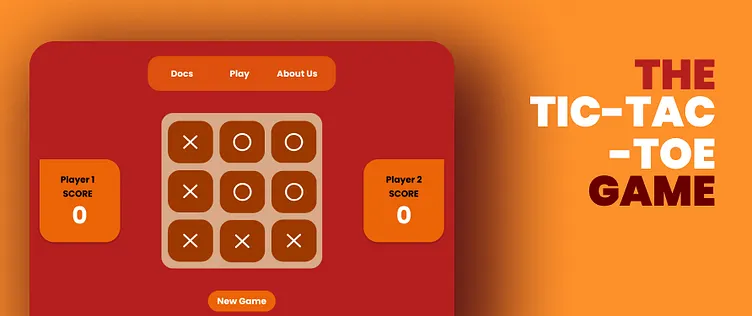 Docs Play About Us
THE
TIC-TAC
-TOE
GAME
Player 1
SCORE
0
Player 2
SCORE
0
New Game